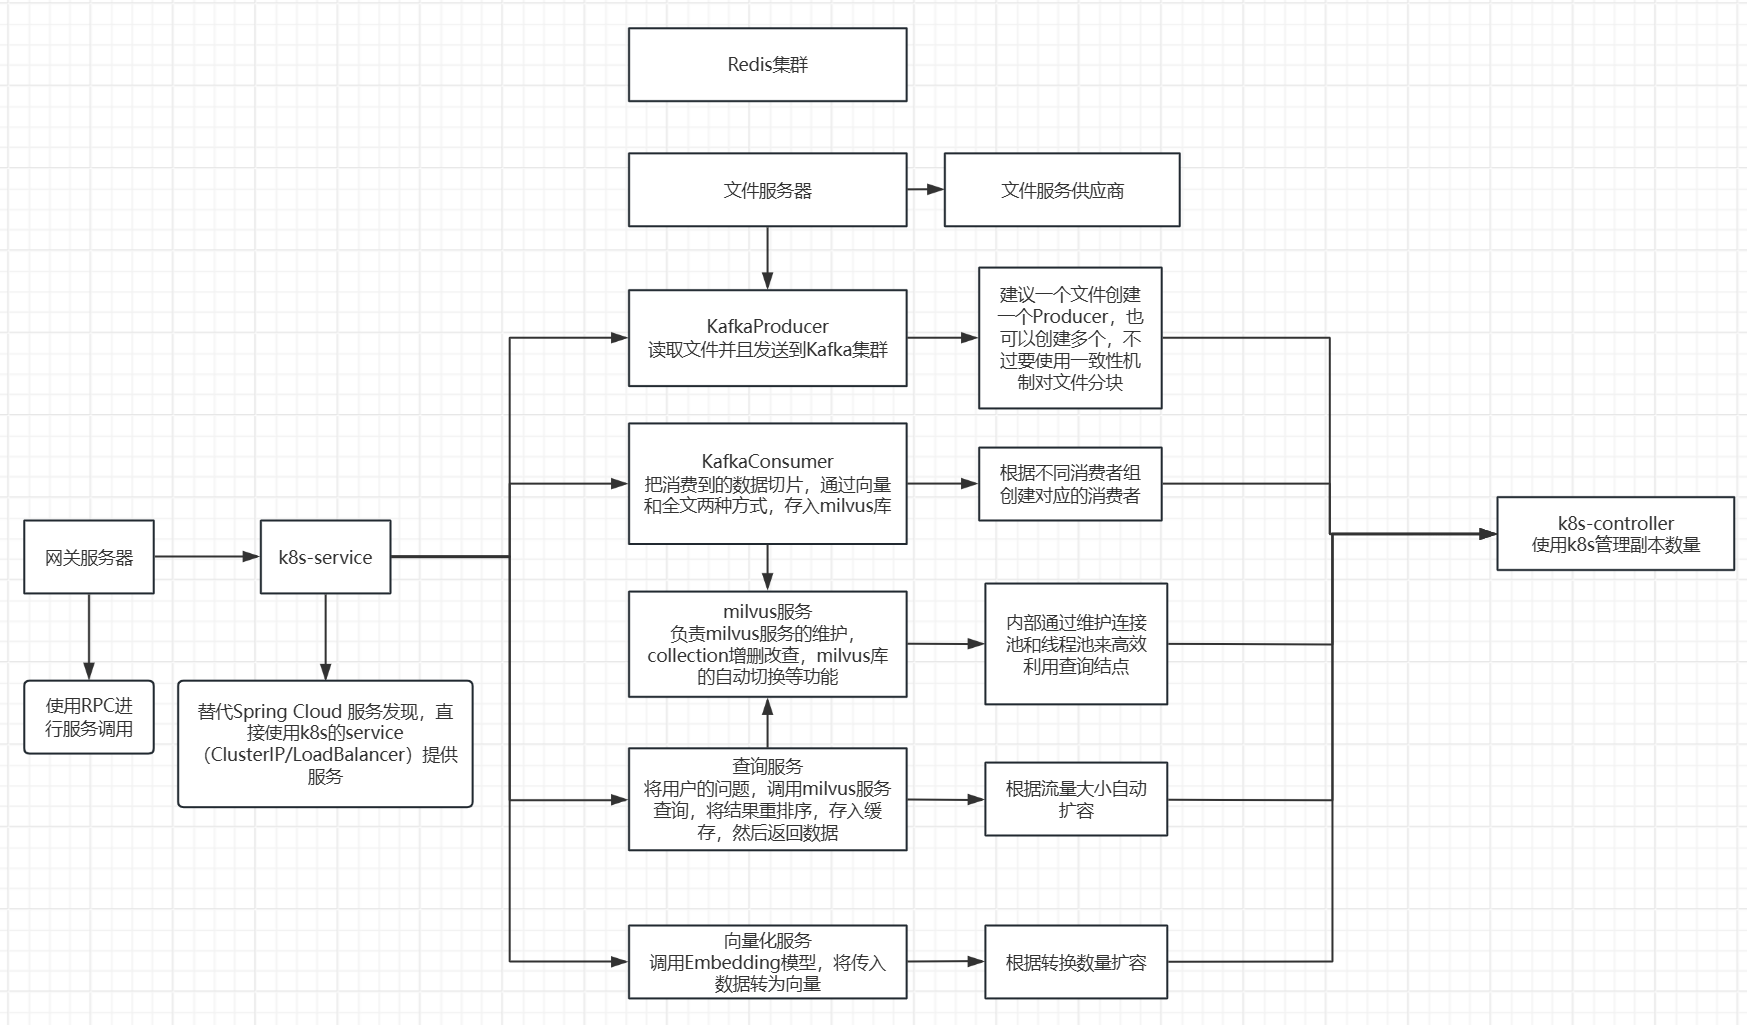 Redis集群
文件服务器
文件服务供应商
KafkaProducer
读取文件并且发送到Kafka集群
建议一个文件创建
一个Producer，也
可以创建多个，不
过要使用一致性机
制对文件分块
KafkaConsumer
把消费到的数据切片，通过向量
和全文两种方式，存入milvus库
根据不同消费者组
创建对应的消费者
网关服务器
k8s-service
k8s-controller
使用k8s管理副本数量
milvus服务
负责milvus服务的维护，
collection增删改查，milvus库
的自动切换等功能
内部通过维护连接
池和线程池来高效
利用查询结点
使用RPC进
行服务调用
替代Spring Cloud 服务发现，直
接使用k8s的service
（ClusterIP/LoadBalancer）提供
服务
查询服务
将用户的问题，调用milvus服务
查询，将结果重排序，存入缓
存，然后返回数据
根据流量大小自动
扩容
向量化服务
调用Embedding模型，将传入
数据转为向量
根据转换数量扩容